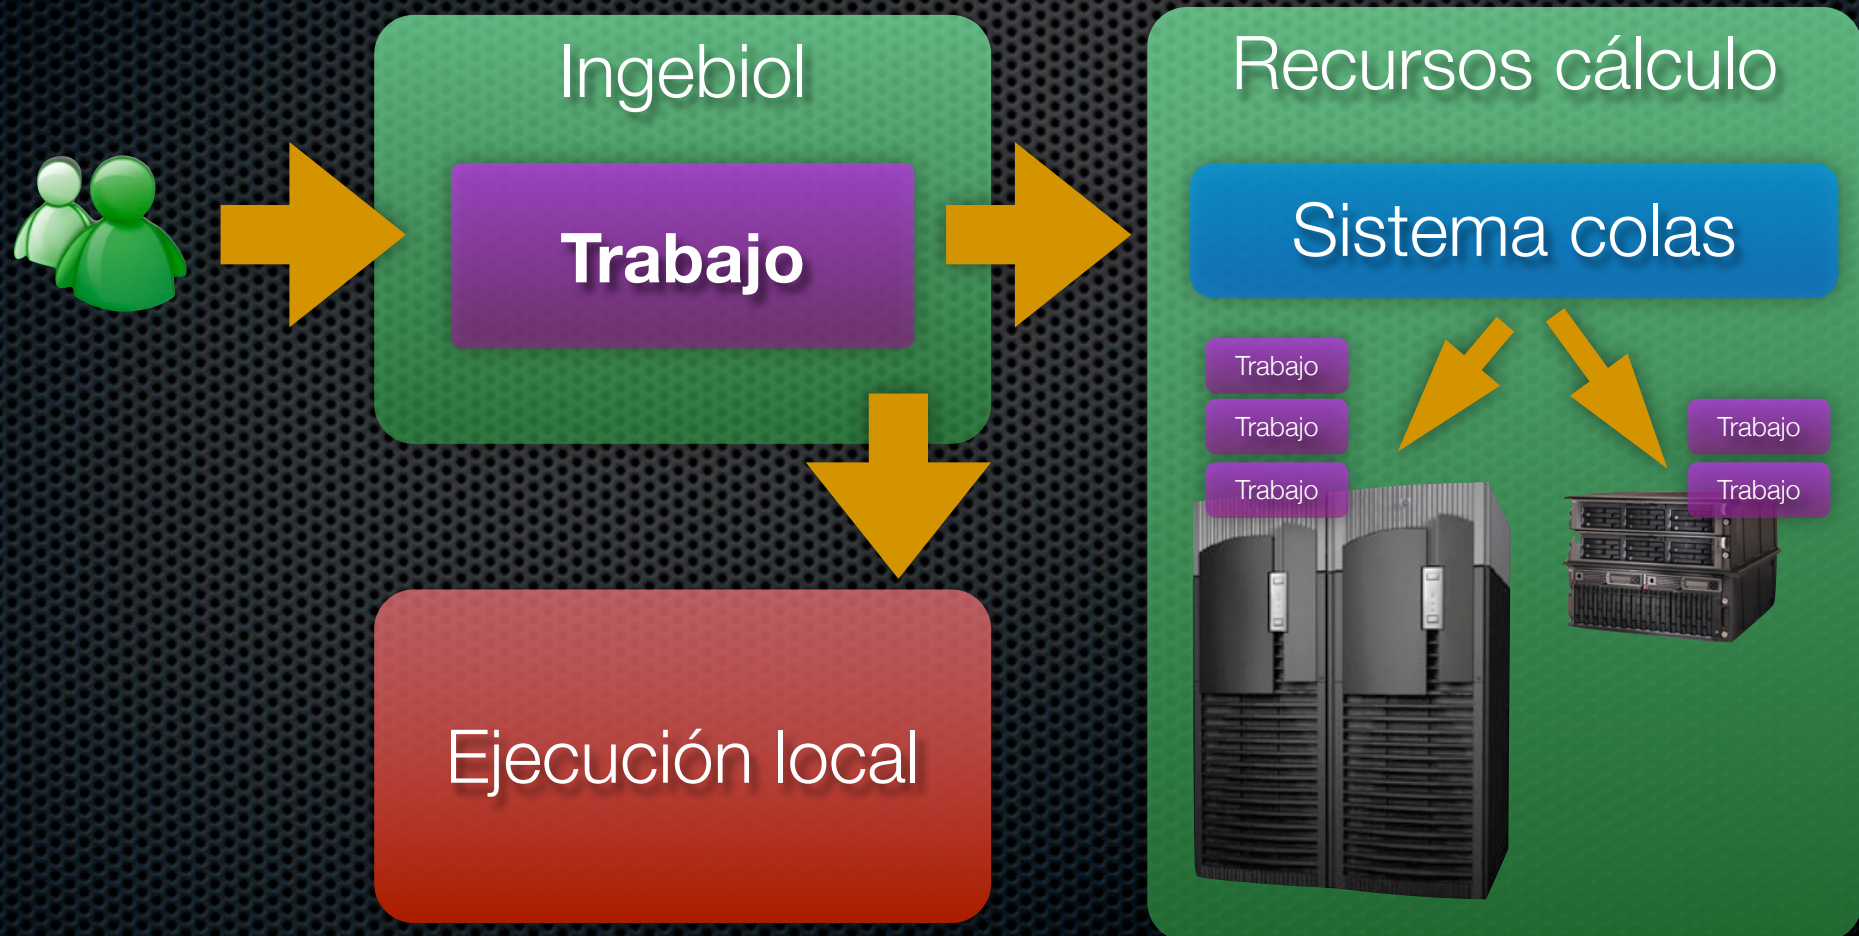 Ingebiol
Trabajo
Ejecución local
Recursos cálculo
Sistema colas
Trabajo
Trabajo
Trabajo
Trabajo
Trabajo